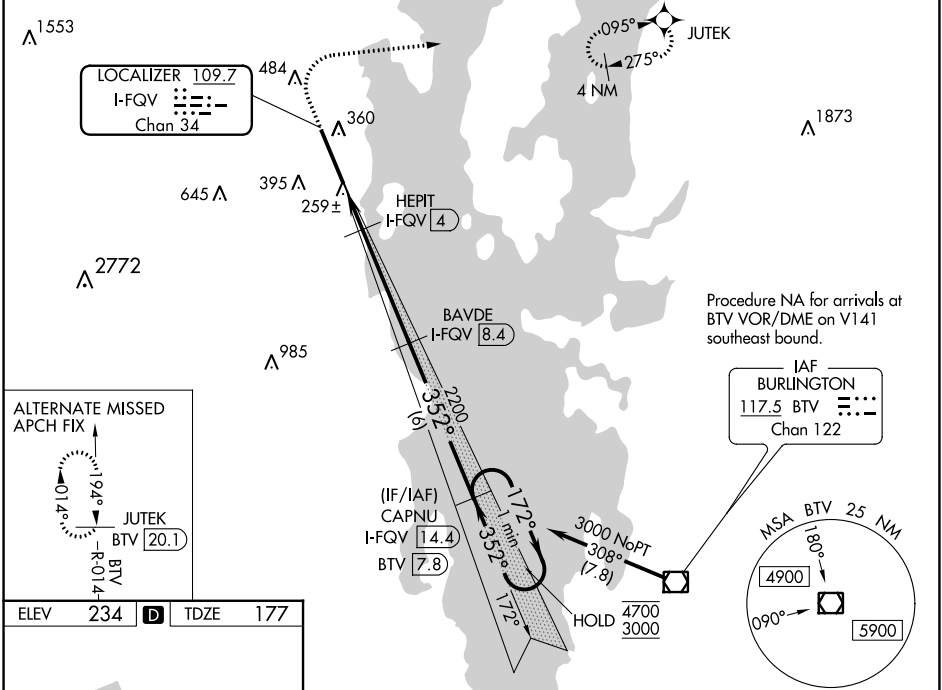 1553
095°
JUTEK
275°
4 NM
LOCALIZER 109.7
I-FQV
Chan 34
484
360
1873
645
395
259±
HEPIT
I-FQV 4
2772
BAVDE
I-FQV 8.4
Procedure NA for arrivals at
BTV VOR/DME on V141
southeast bound.
985
IAF
BURLINGTON
117.5 BTV
Chan 122
ALTERNATE MISSED
APCH FIX
194°
014°
JUTEK
BTV 20.1
BTV
R-014
352°
2200
(6)
(IF/IAF)
CAPNU
I-FQV 14.4
BTV 7.8
172°
1 min
352°
172°
3000 NoPT
308°
(7.8)
HOLD 4700
3000
MSA BTV 25 NM
180°
4900
090°
5900
ELEV 234 D TDZE 177